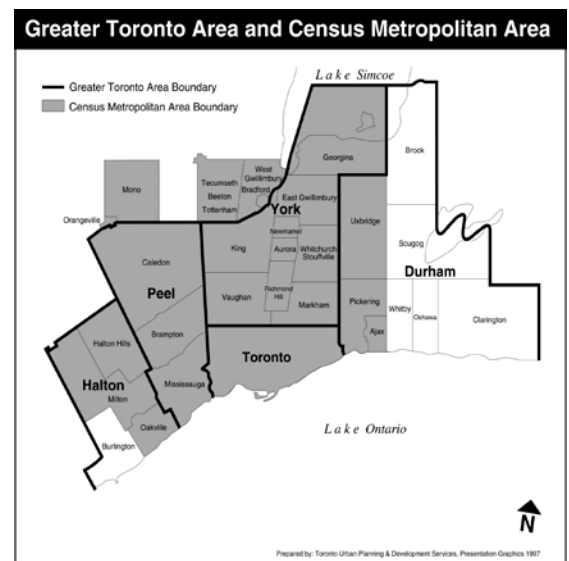 Greater Toronto Area and Census Metropolitan Area
Lake Simcoe
Greater Toronto Area Boundary
Census Metropolitan Area Boundary
Brock
Georgina
West
Gwillimbury
Bradford
Tecumseth
Beeton
Tottenham
Mono
East Gwillimbury
York
Orangeville
Uxbridge
Newmarket
Scugog
King
Aurora
Whitchurch
Stouffville
Caledon
Durham
Peel
Vaughan
Richmond
Hill
Markham
Pickering
Whitby
Oshawa
Clarington
Ajax
Brampton
Halton Hills
Toronto
Halton
Milton
Mississauga
Oakville
Burlington
Lake Ontario
N
Prepared by: Toronto Urban Planning & Development Services, Presentation Graphics 1997